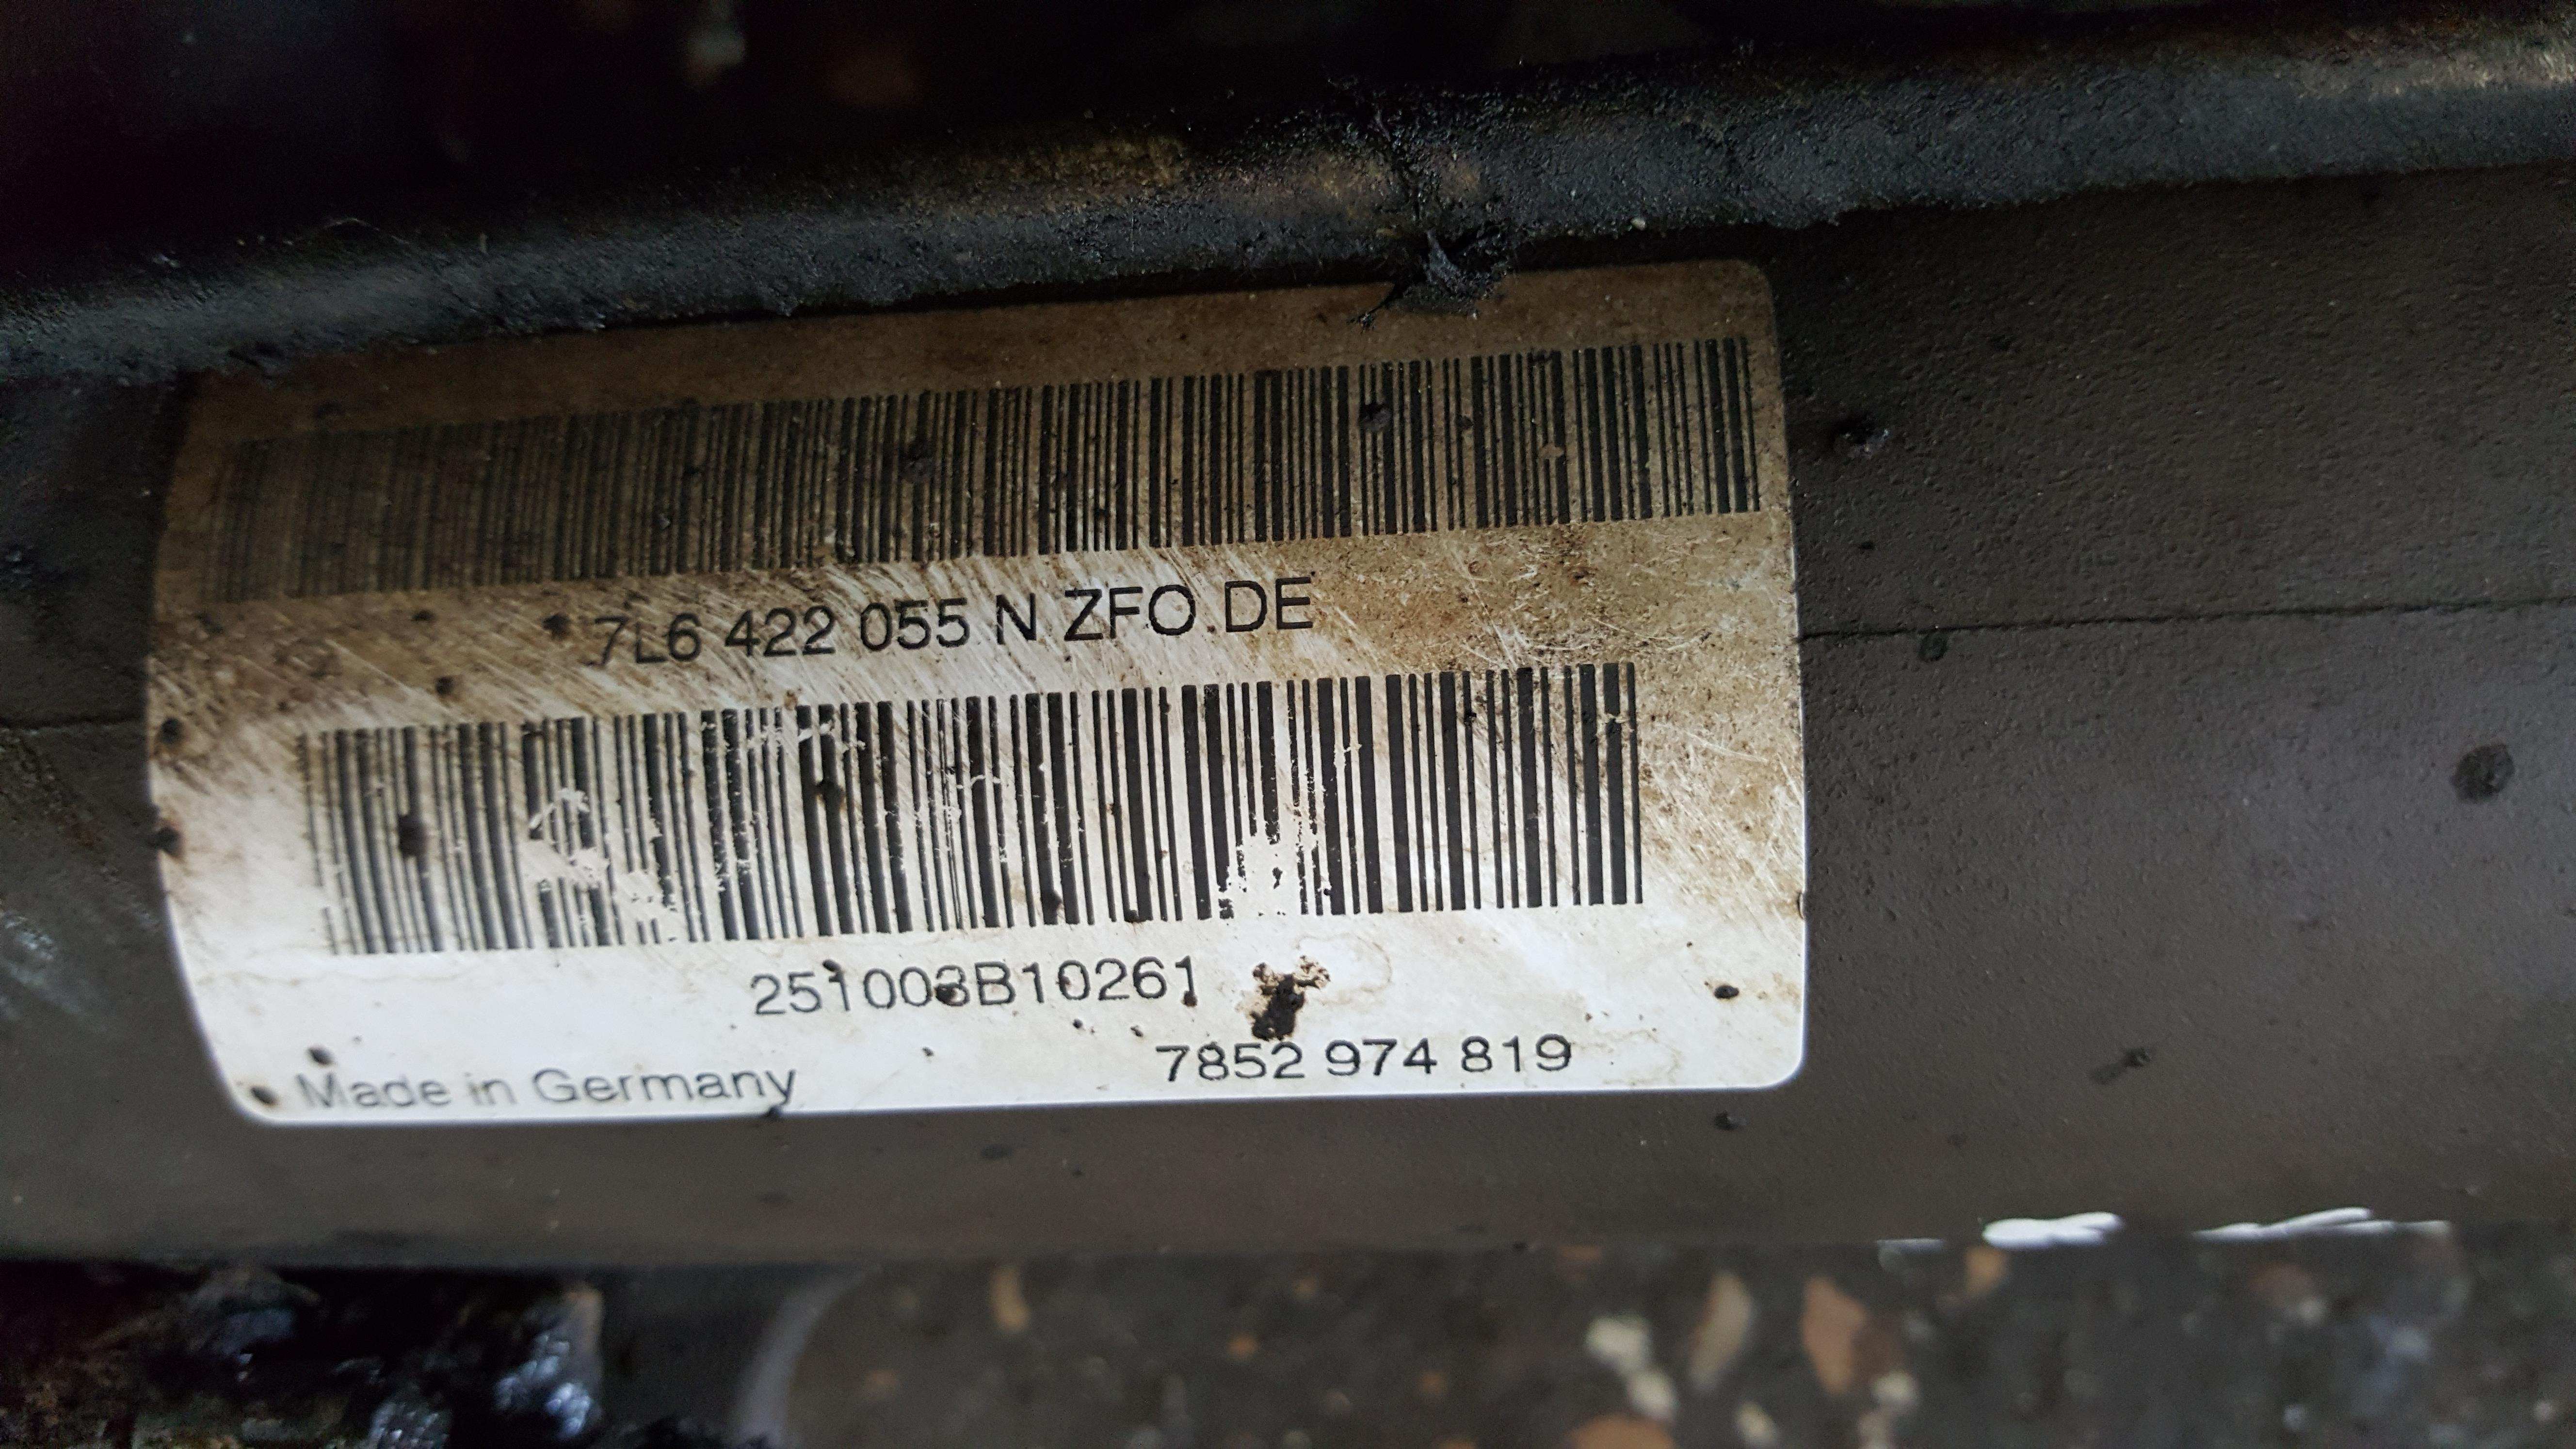 7L6 422 055 N ZFO DE
251003B10261
7852 974 819
Made in Germany